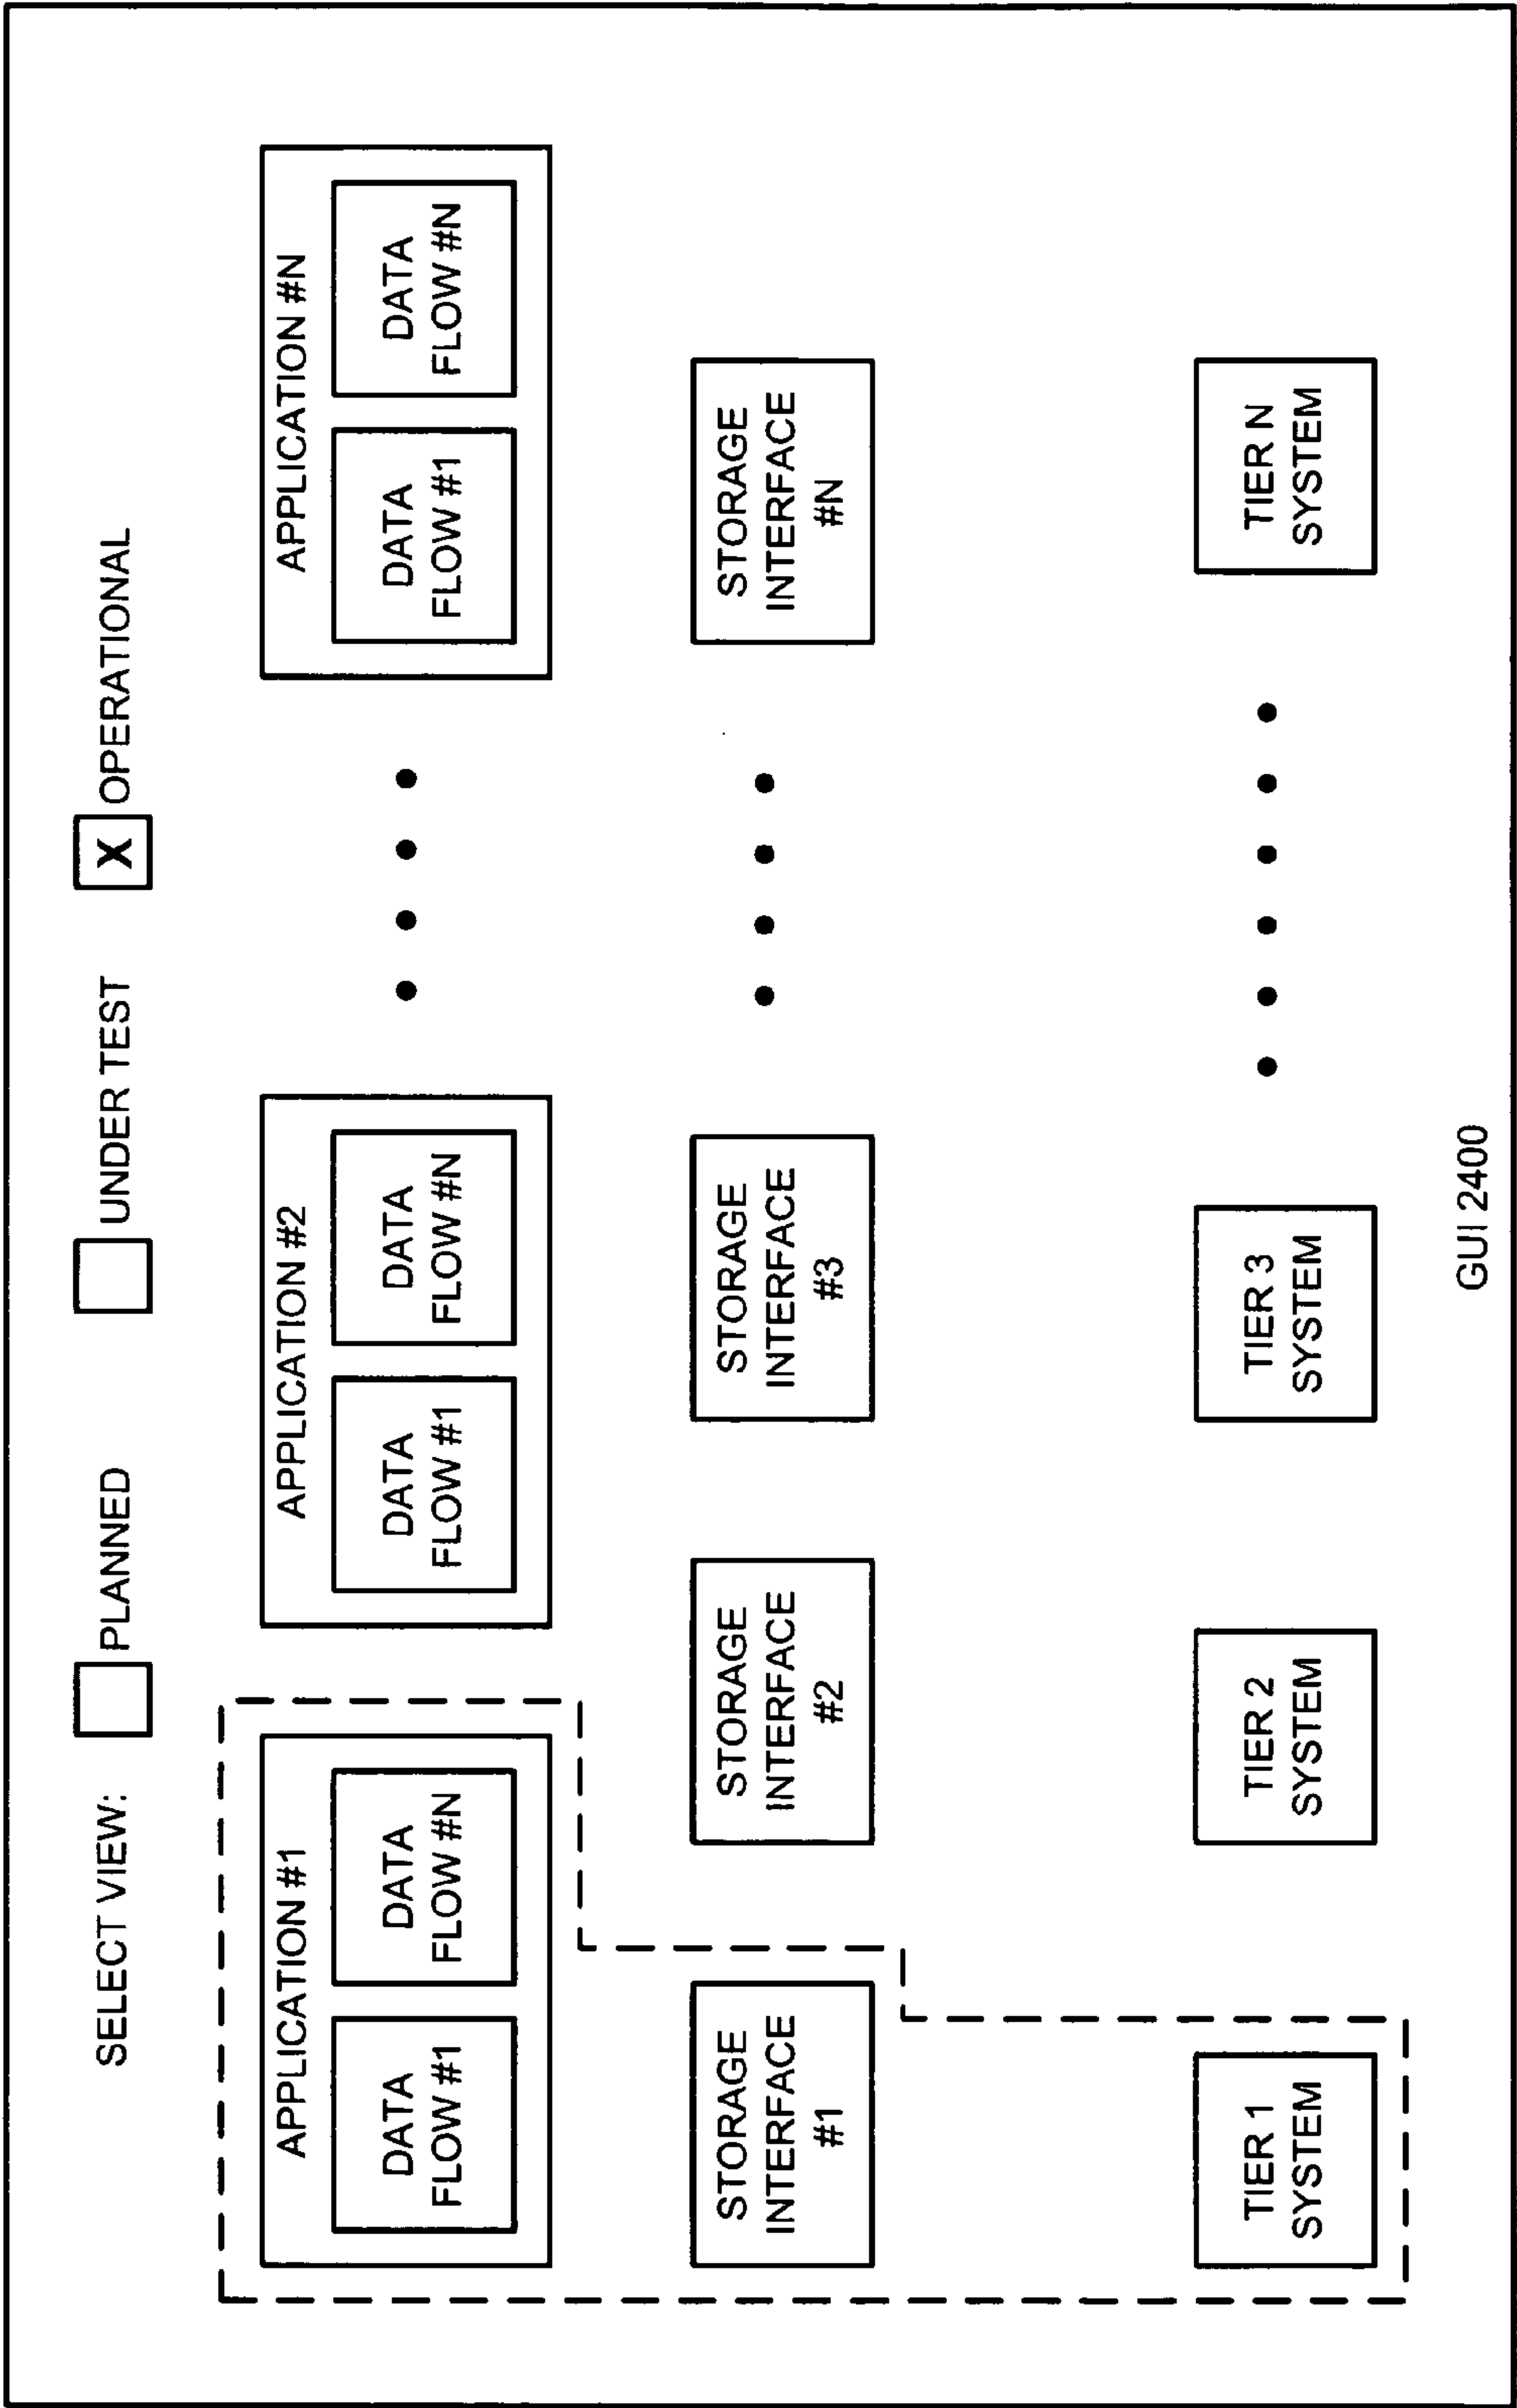 SELECT VIEW:
PLANNED
UNDER TEST
X OPERATIONAL
APPLICATION #1
DATA
FLOW #1
DATA
FLOW #N
APPLICATION #2
DATA
FLOW #1
DATA
FLOW #N
APPLICATION #N
DATA
FLOW #1
DATA
FLOW #N
STORAGE
INTERFACE
#1
STORAGE
INTERFACE
#2
STORAGE
INTERFACE
#3
STORAGE
INTERFACE
#N
TIER 1
SYSTEM
TIER 2
SYSTEM
TIER 3
SYSTEM
TIER N
SYSTEM
GUI 2400